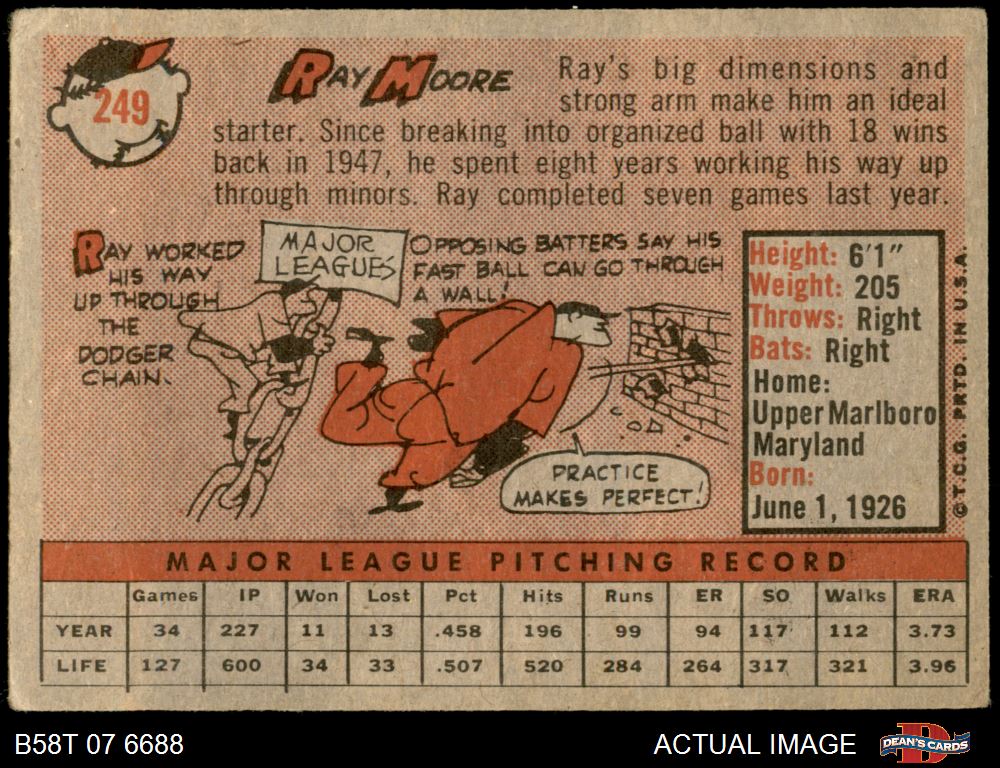 249
RAY MOORE
Ray's big dimensions and
strong arm make him an ideal
starter. Since breaking into organized ball with 18 wins
back in 1947, he spent eight years working his way up
through minors. Ray completed seven games last year.
RAY WORKED
HIS WAY
UP THROUGH
THE
DODGER
CHAIN.
MAJOR
LEAGUES
OPPOSING BATTERS SAY HIS
FAST BALL CAN GO THROUGH
A WALL!
PRACTICE
MAKES PERFECT!
Height: 6'1"
Weight: 205
Throws: Right
Bats: Right
Home:
Upper Marlboro
Maryland
Born:
June 1, 1926
©T.C.G. PRTD. IN U.S.A.
MAJOR LEAGUE PITCHING RECORD
Games IP Won Lost Pct Hits Runs ER SO Walks ERA
YEAR 34 227 11 13 .458 196 99 94 117 112 3.73
LIFE 127 600 34 33 .507 520 284 264 317 321 3.96
B58T 07 6688
ACTUAL IMAGE
DEAN'S CARDS